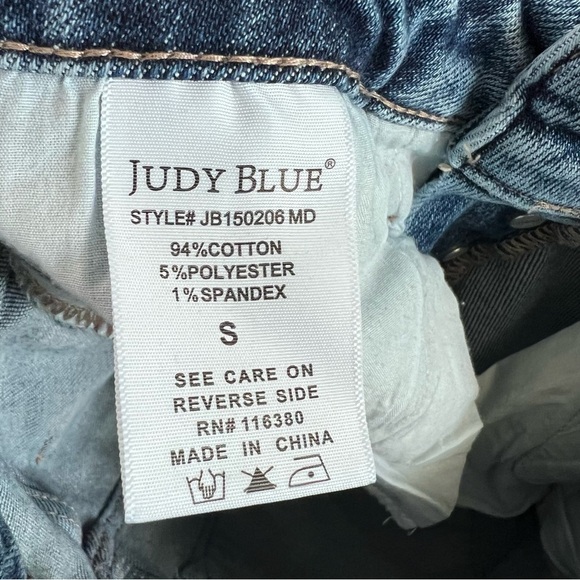 JUDY BLUE®
STYLE# JB150206 MD
94%COTTON
5%POLYESTER
1%SPANDEX
S
SEE CARE ON
REVERSE SIDE
RN# 116380
MADE IN CHINA